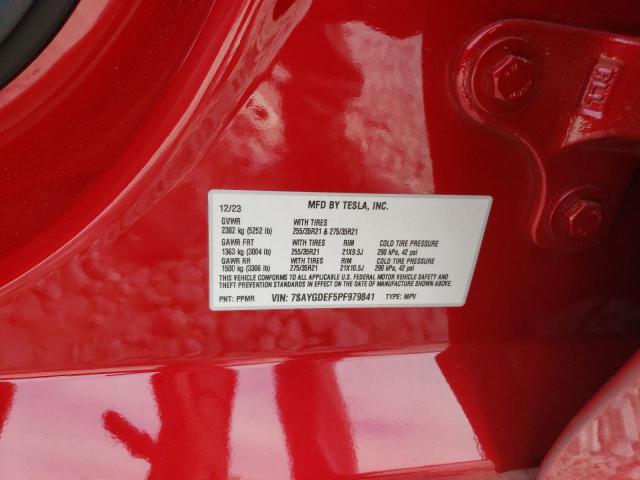 12/23 MFD BY TESLA, INC.
GVWR WITH TIRES
2382 kg (5252 lb) 255/35R21 & 275/35R21
GAWR FRT WITH TIRES RIM COLD TIRE PRESSURE
1363 kg (3004 lb) 255/35R21 21X9.5J 290 kPa, 42 psi
GAWR RR WITH TIRES RIM COLD TIRE PRESSURE
1500 kg (3306 lb) 275/35R21 21X10.5J 290 kPa, 42 psi
THIS VEHICLE CONFORMS TO ALL APPLICABLE U.S. FEDERAL MOTOR VEHICLE SAFETY AND
THEFT PREVENTION STANDARDS IN EFFECT ON THE DATE OF MANUFACTURE SHOWN ABOVE.
PNT: PPMR VIN: 7SAYGDEF5PF979841 TYPE: MPV